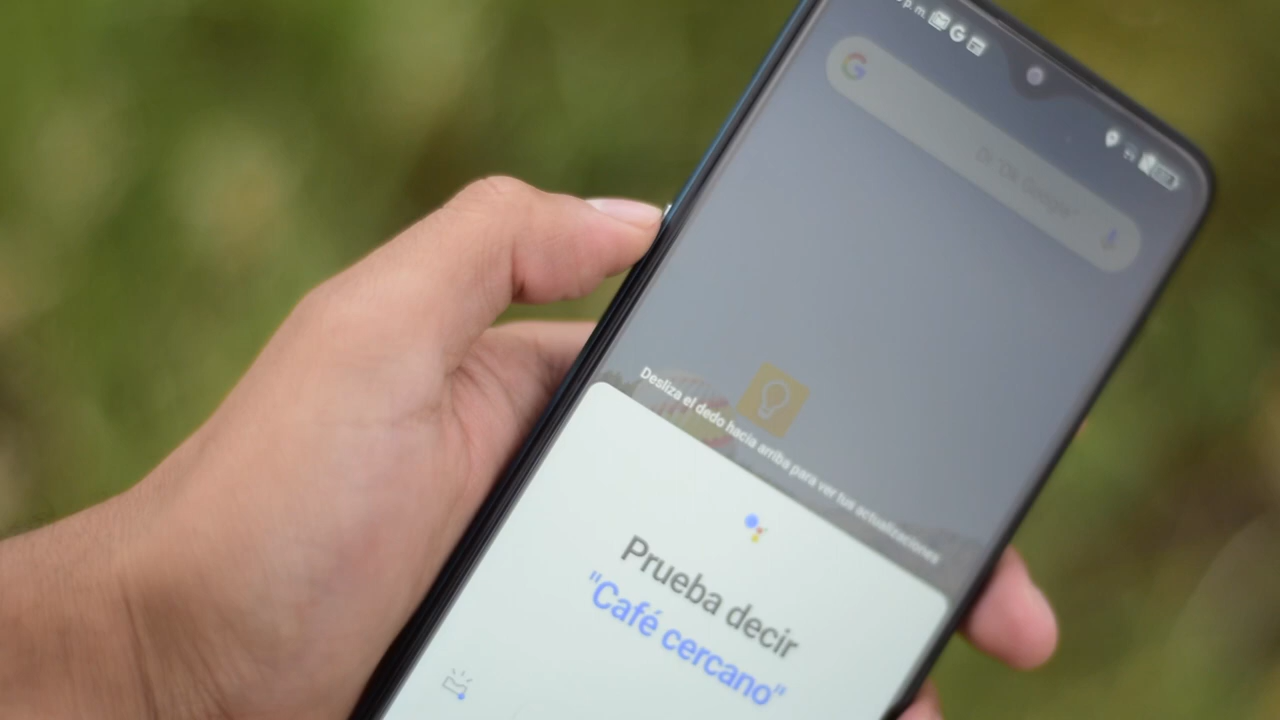 p. m.
G
Desliza el dedo hacia arriba para ver tus actualizaciones
Prueba decir
"Café cercano"